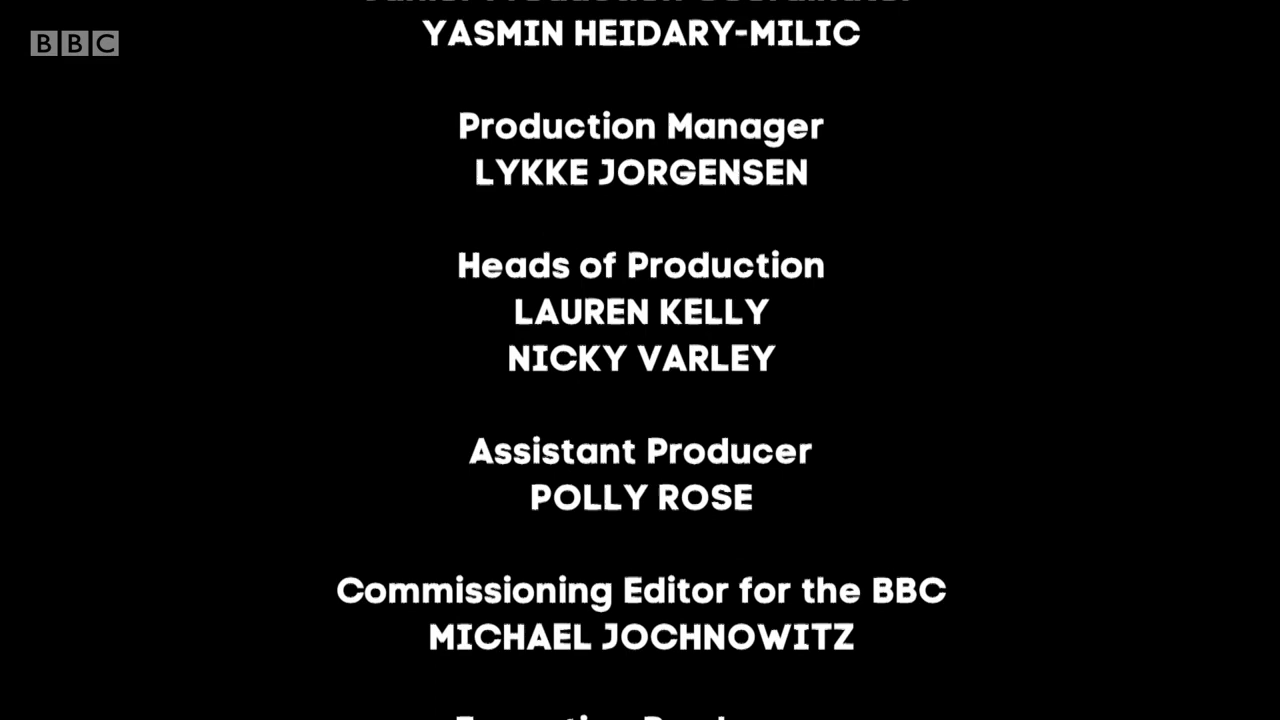 BBC
YASMIN HEIDARY-MILIC
Production Manager
LYKKE JORGENSEN
Heads of Production
LAUREN KELLY
NICKY VARLEY
Assistant Producer
POLLY ROSE
Commissioning Editor for the BBC
MICHAEL JOCHNOWITZ